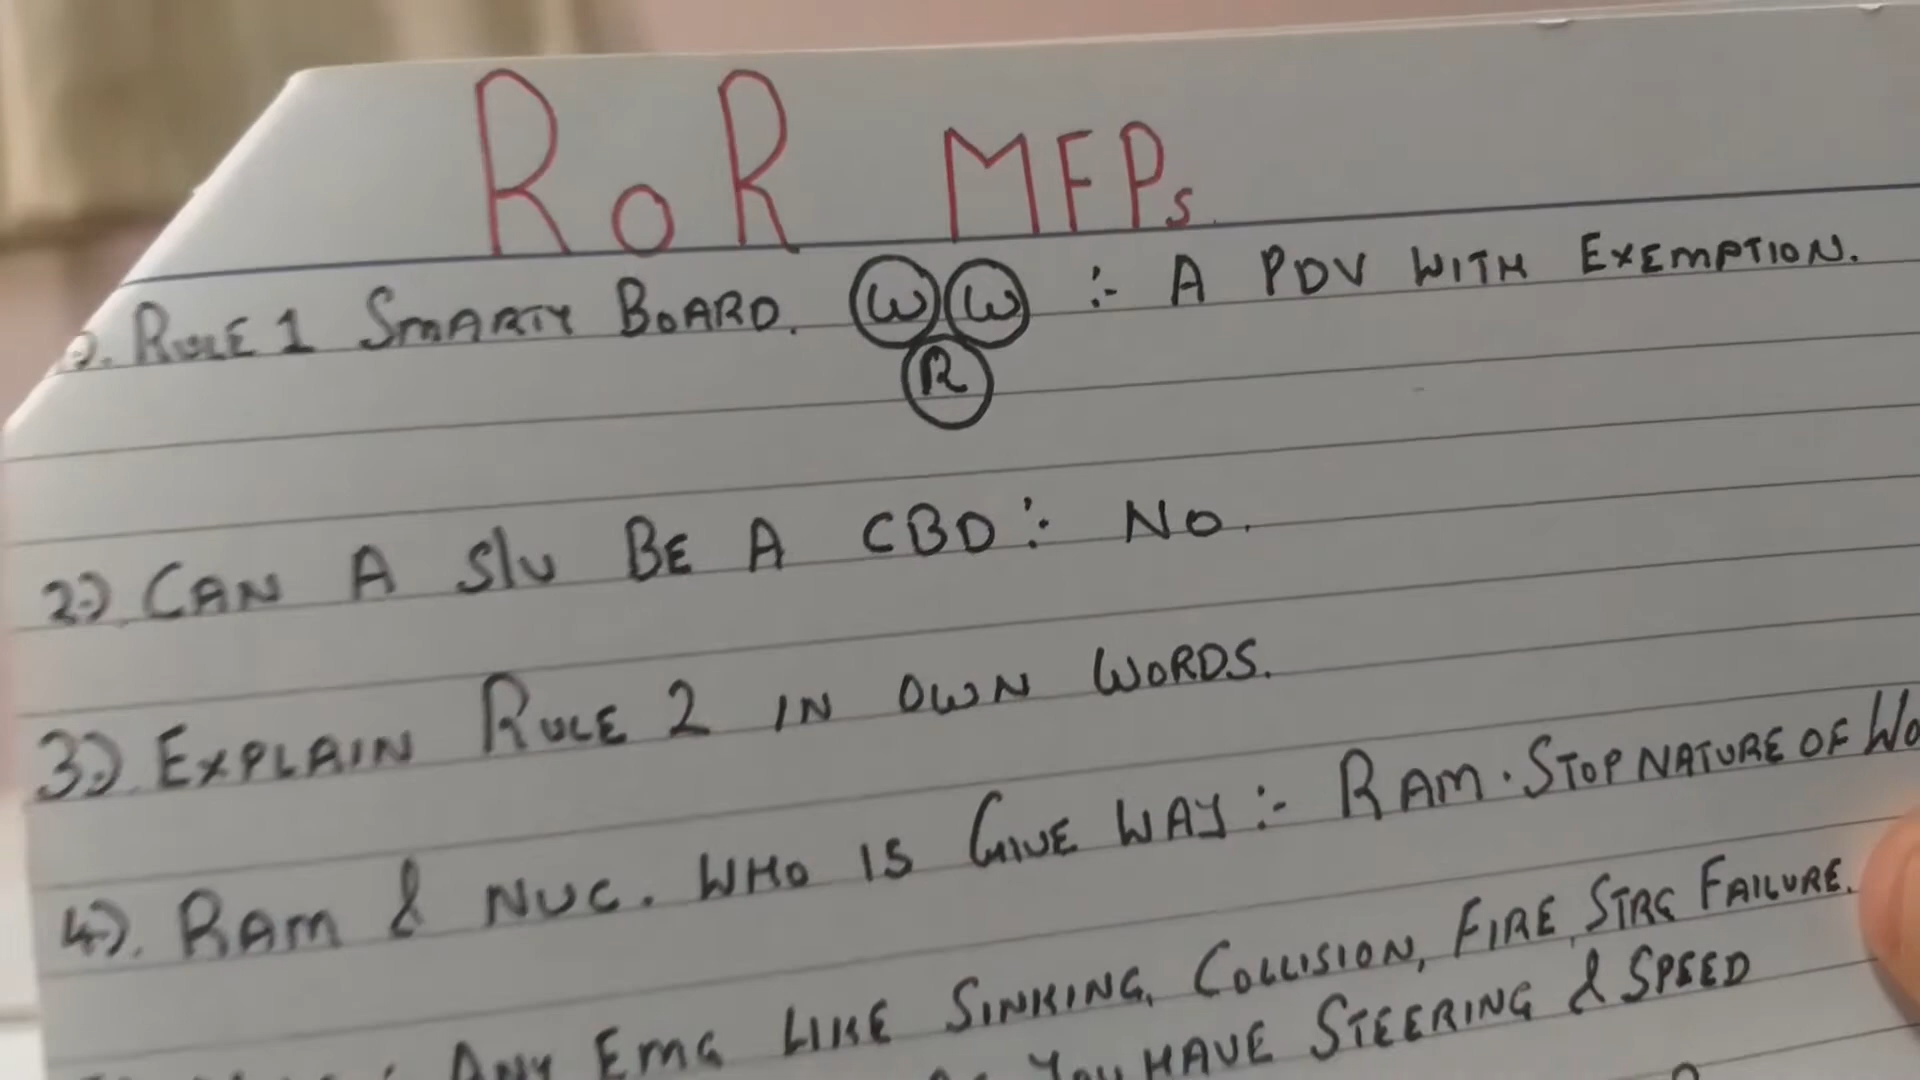 RoR MFPs
). RULE 1 SMARTY BOARD. W W :- A PDV WITH EXEMPTION.
R
2:) CAN A S/V BE A CBD :- NO.
3:) EXPLAIN RULE 2 IN OWN WORDS.
4:). RAM & NUC. WHO IS GIVE WAY :- RAM. STOP NATURE OF WO
ANY EMG LIKE SINKING, COLLISION, FIRE, STRG FAILURE.
YOU HAVE STEERING & SPEED